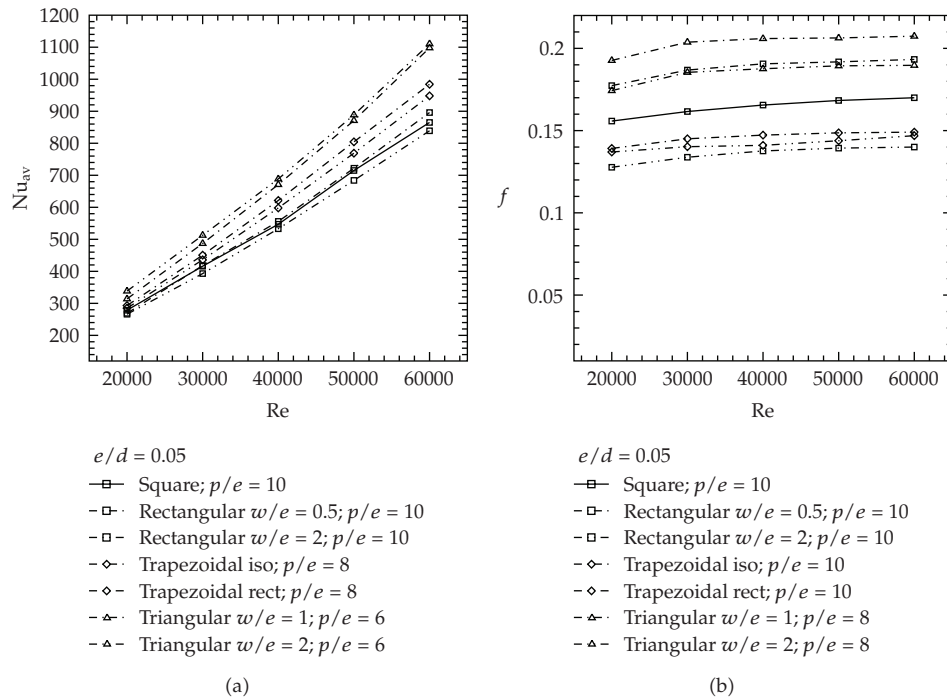 1200
1100
1000
900
800
700
600
500
400
300
200
Nu_av
20000 30000 40000 50000 60000
Re
e/d = 0.05
Square; p/e = 10
Rectangular w/e = 0.5; p/e = 10
Rectangular w/e = 2; p/e = 10
Trapezoidal iso; p/e = 8
Trapezoidal rect; p/e = 8
Triangular w/e = 1; p/e = 6
Triangular w/e = 2; p/e = 6
(a)
0.2
0.15
0.1
0.05
f
20000 30000 40000 50000 60000
Re
e/d = 0.05
Square; p/e = 10
Rectangular w/e = 0.5; p/e = 10
Rectangular w/e = 2; p/e = 10
Trapezoidal iso; p/e = 10
Trapezoidal rect; p/e = 10
Triangular w/e = 1; p/e = 8
Triangular w/e = 2; p/e = 8
(b)